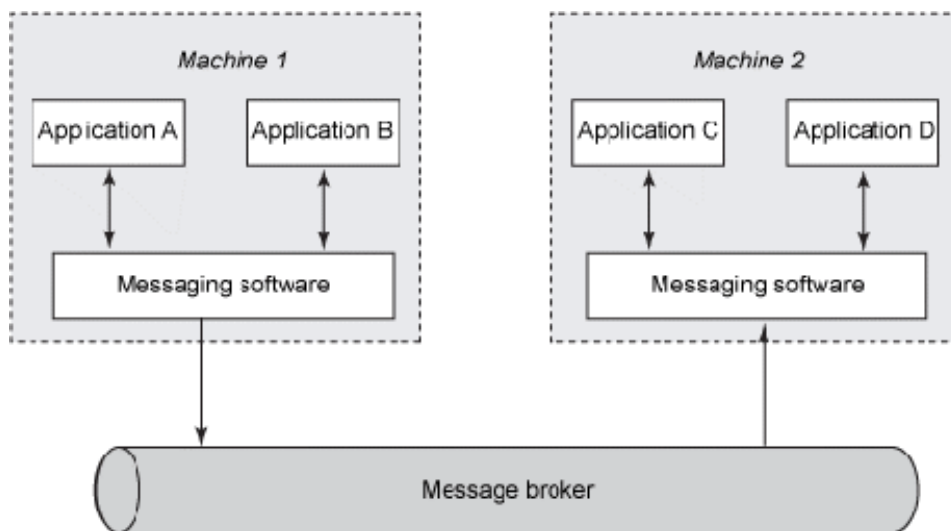 Machine 1
Machine 2
Application A
Application B
Application C
Application D
Messaging software
Messaging software
Message broker